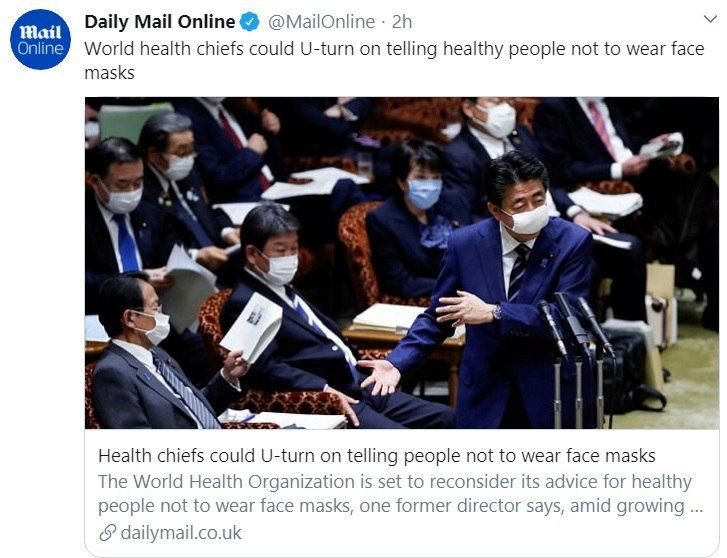 Mail
Online
Daily Mail Online @MailOnline · 2h
World health chiefs could U-turn on telling healthy people not to wear face
masks
Health chiefs could U-turn on telling people not to wear face masks
The World Health Organization is set to reconsider its advice for healthy
people not to wear face masks, one former director says, amid growing ...
dailymail.co.uk